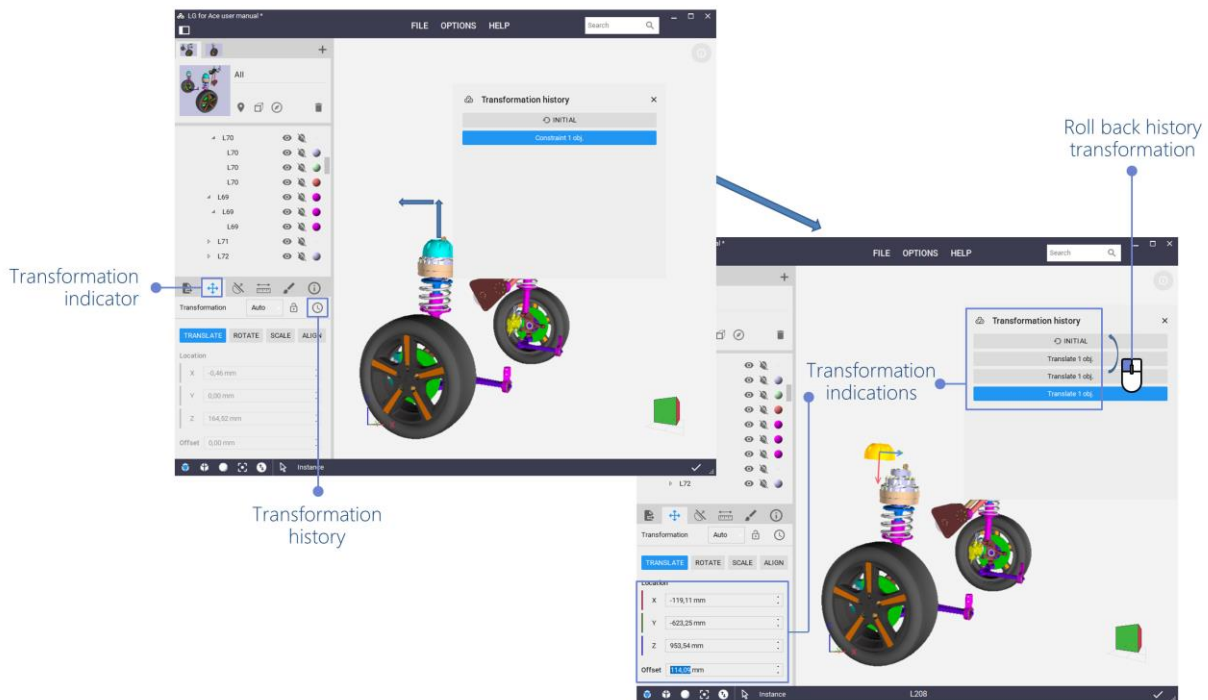 LG for Ace user manual*
FILE OPTIONS HELP
Search
All
Transformation history
INITIAL
Constraint 1 obj.
L70
L70
L70
L70
L69
L69
L69
L71
L72
Transformation Auto
TRANSLATE ROTATE SCALE ALIGN
Location
X -5,46 mm
Y 0,00 mm
Z 164,52 mm
Offset 0,00 mm
Instance
Transformation
indicator
Transformation
history
Roll back history
transformation
Transformation
indications
al*
FILE OPTIONS HELP
Search
Transformation history
INITIAL
Translate 1 obj.
Translate 1 obj.
Translate 1 obj.
L72
Transformation Auto
TRANSLATE ROTATE SCALE ALIGN
Location
X -119,11 mm
Y -623,25 mm
Z 953,54 mm
Offset 114,09 mm
Instance
L208